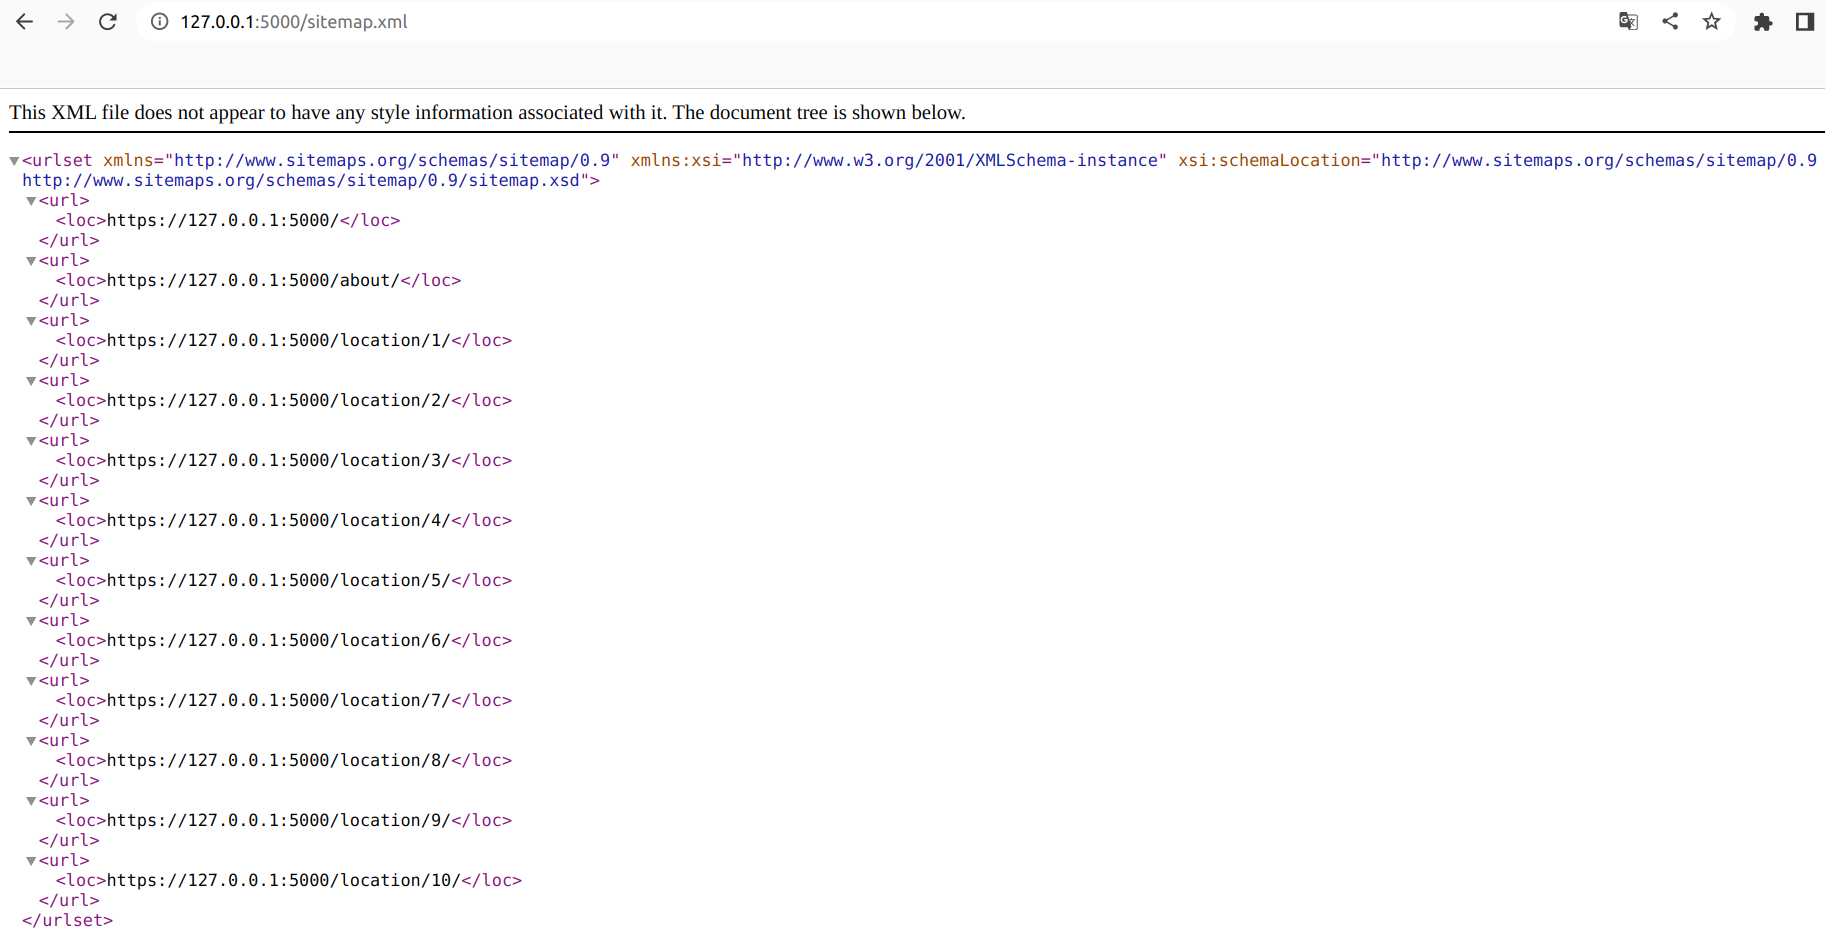 127.0.0.1:5000/sitemap.xml
This XML file does not appear to have any style information associated with it. The document tree is shown below.
<urlset xmlns="http://www.sitemaps.org/schemas/sitemap/0.9" xmlns:xsi="http://www.w3.org/2001/XMLSchema-instance" xsi:schemaLocation="http://www.sitemaps.org/schemas/sitemap/0.9
http://www.sitemaps.org/schemas/sitemap/0.9/sitemap.xsd">
<url>
<loc>https://127.0.0.1:5000/</loc>
</url>
<url>
<loc>https://127.0.0.1:5000/about/</loc>
</url>
<url>
<loc>https://127.0.0.1:5000/location/1/</loc>
</url>
<url>
<loc>https://127.0.0.1:5000/location/2/</loc>
</url>
<url>
<loc>https://127.0.0.1:5000/location/3/</loc>
</url>
<url>
<loc>https://127.0.0.1:5000/location/4/</loc>
</url>
<url>
<loc>https://127.0.0.1:5000/location/5/</loc>
</url>
<url>
<loc>https://127.0.0.1:5000/location/6/</loc>
</url>
<url>
<loc>https://127.0.0.1:5000/location/7/</loc>
</url>
<url>
<loc>https://127.0.0.1:5000/location/8/</loc>
</url>
<url>
<loc>https://127.0.0.1:5000/location/9/</loc>
</url>
<url>
<loc>https://127.0.0.1:5000/location/10/</loc>
</url>
</urlset>